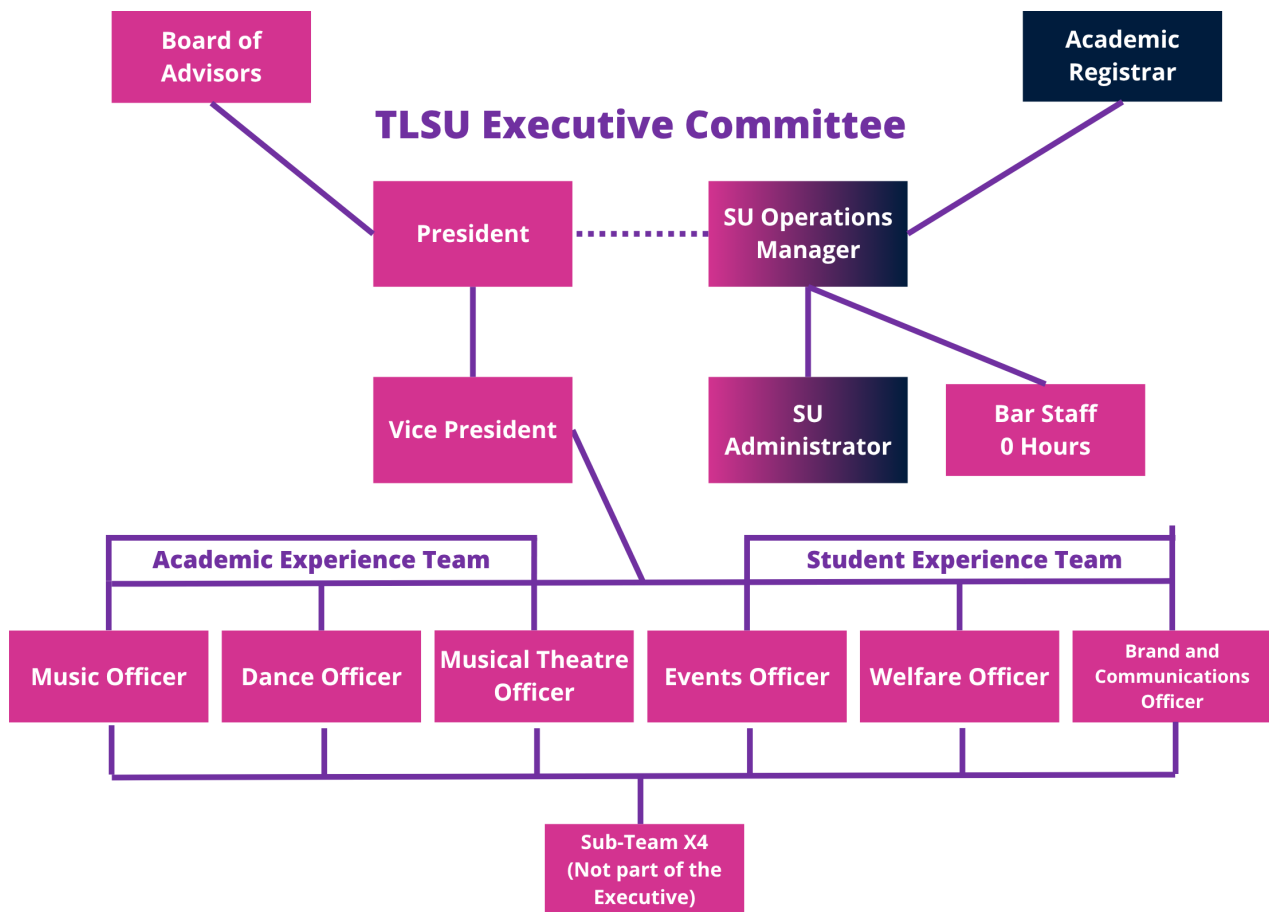 Board of
Advisors
Academic
Registrar
TLSU Executive Committee
President
SU Operations
Manager
Vice President
SU
Administrator
Bar Staff
0 Hours
Academic Experience Team
Student Experience Team
Music Officer
Dance Officer
Musical Theatre
Officer
Events Officer
Welfare Officer
Brand and
Communications
Officer
Sub-Team X4
(Not part of the
Executive)